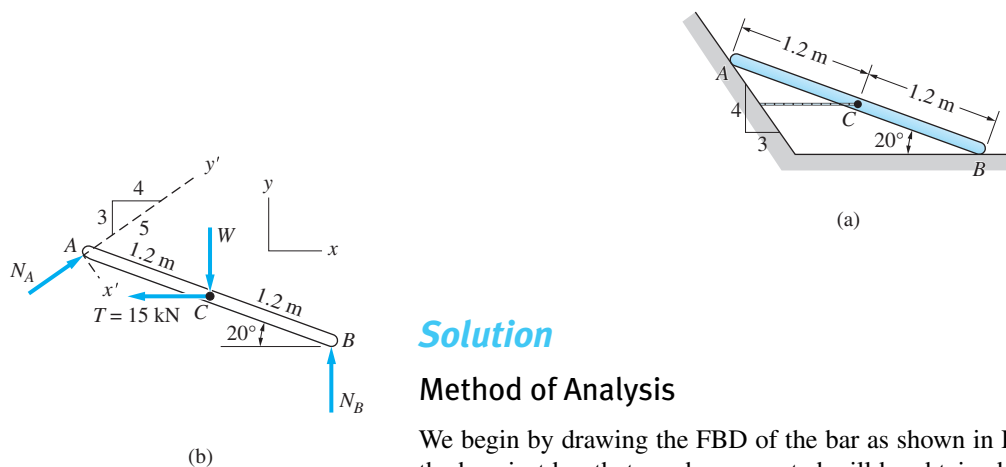 1.2 m
1.2 m
A
4
3
C
20°
B
(a)
y'
4
3
5
y
x
A
1.2 m
W
N_A
x'
T = 15 kN
C
1.2 m
20°
B
N_B
(b)
Solution
Method of Analysis
We begin by drawing the FBD of the bar as shown in